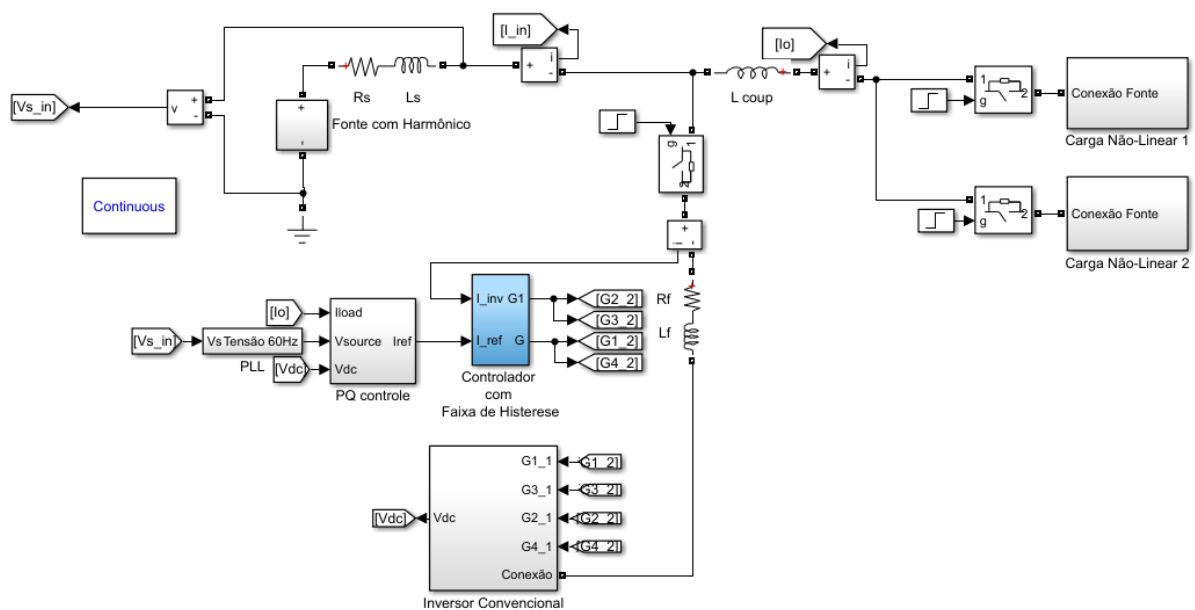 [I_in]
[Io]
i
+
-
i
+
-
L coup
Rs
Ls
[Vs_in]
v
+
-
+
-
Fonte com Harmônico
1
2
g
Conexão Fonte
Carga Não-Linear 1
g
1
2
Continuous
1
2
g
Conexão Fonte
Carga Não-Linear 2
+
i
-
[Io]
Iload
I_inv
G1
[G2_2]
Rf
[G3_2]
[Vs_in]
Vs Tensão 60Hz
Vsource
Iref
I_ref
G
[G1_2]
Lf
PLL
[Vdc]
Vdc
[G4_2]
PQ controle
Controlador
com
Faixa de Histerese
G1_1
[G1_2]
G3_1
[G3_2]
[Vdc]
Vdc
G2_1
[G2_2]
G4_1
[G4_2]
Conexão
Inversor Convencional